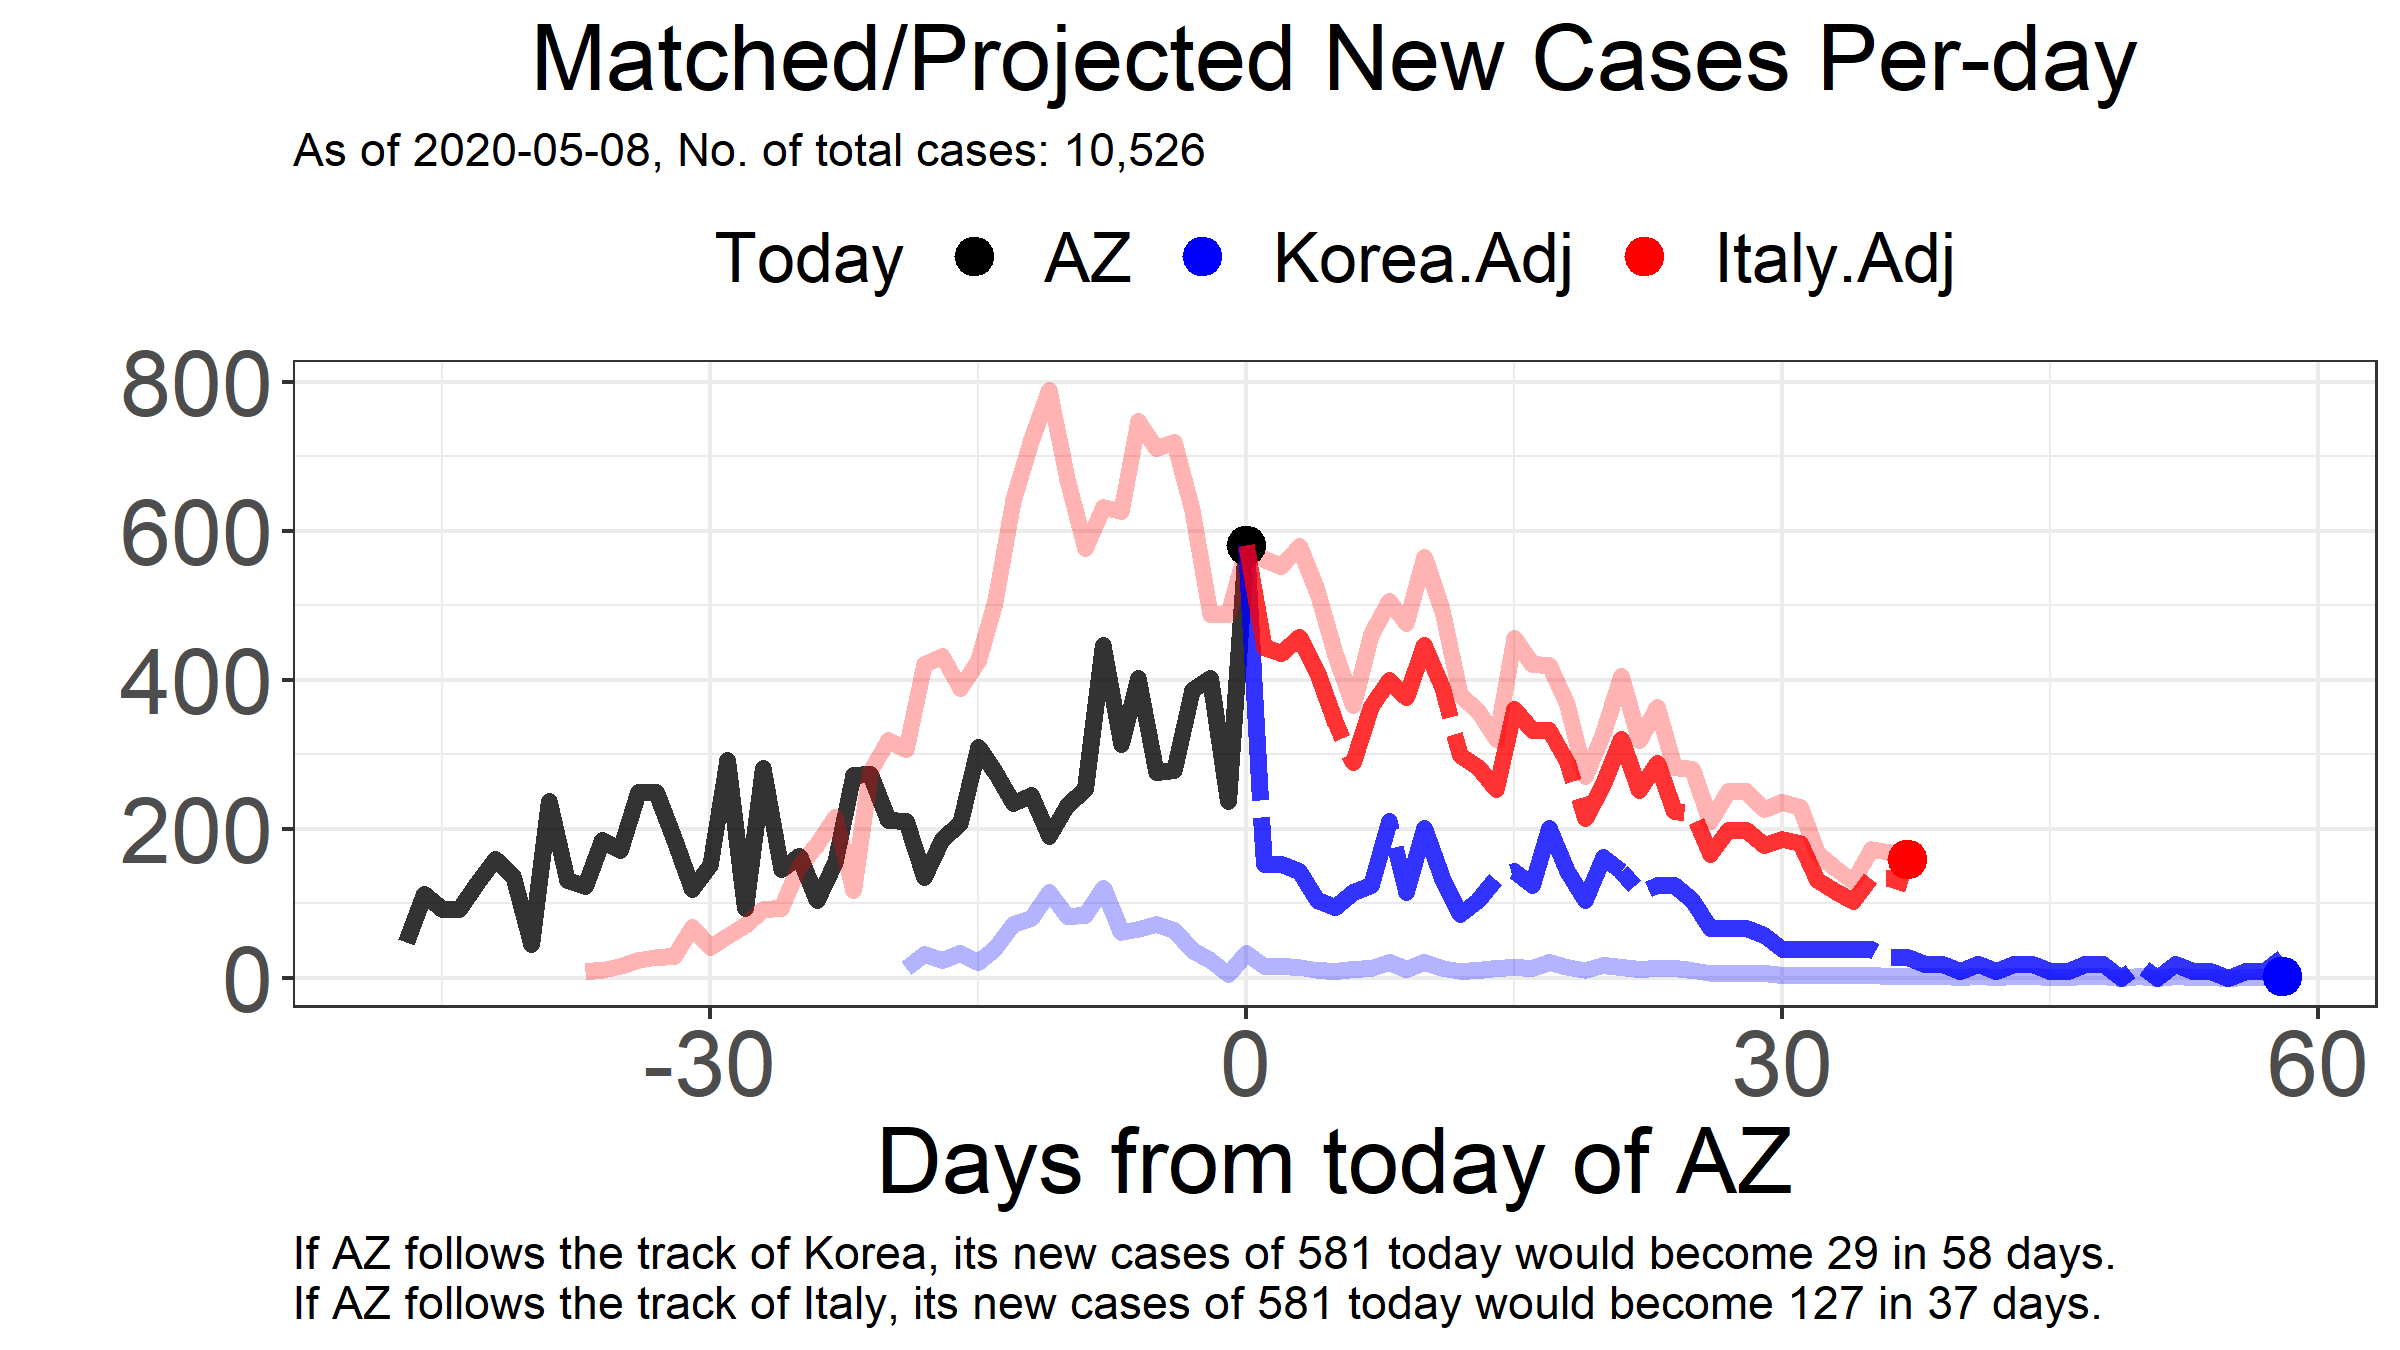 Matched/Projected New Cases Per-day
As of 2020-05-08, No. of total cases: 10,526
Today AZ Korea.Adj Italy.Adj
800
600
400
200
0
-30 0 30 60
Days from today of AZ
If AZ follows the track of Korea, its new cases of 581 today would become 29 in 58 days.
If AZ follows the track of Italy, its new cases of 581 today would become 127 in 37 days.